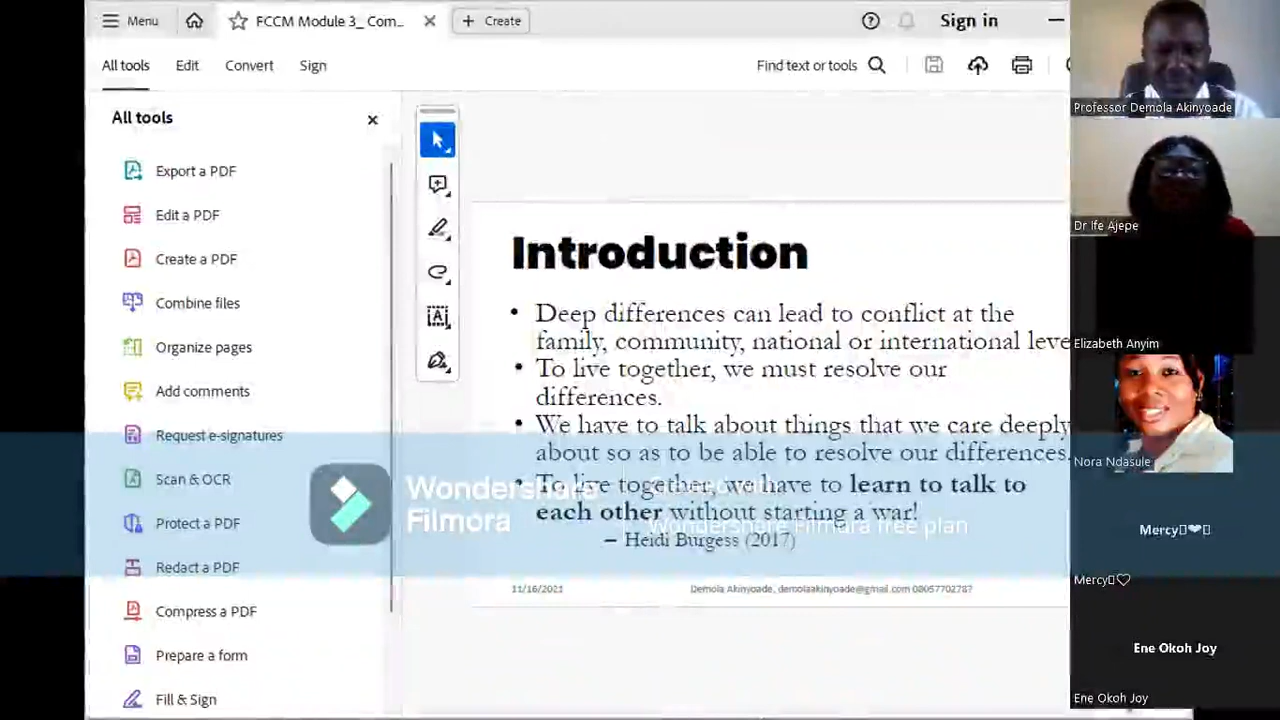 Menu
FCCM Module 3_ Com...
Create
Sign in
All tools
Edit
Convert
Sign
Find text or tools
All tools
Export a PDF
Edit a PDF
Create a PDF
Combine files
Organize pages
Add comments
Request e-signatures
Scan & OCR
Protect a PDF
Redact a PDF
Compress a PDF
Prepare a form
Fill & Sign
Introduction
• Deep differences can lead to conflict at the
family, community, national or international leve
• To live together, we must resolve our
differences.
• We have to talk about things that we care deeply
about so as to be able to resolve our differences.
• To live together, we have to learn to talk to
each other without starting a war!
– Heidi Burgess (2017)
11/16/2021
Demola Akinyoade, demolaakinyoade@gmail.com 08057702787
Wondershare
Filmora
Wondershare Filmora free plan
Professor Demola Akinyoade
Dr Ife Ajepe
Elizabeth Anyim
Nora Ndasule
Mercy❤
Mercy♡
Ene Okoh Joy
Ene Okoh Joy